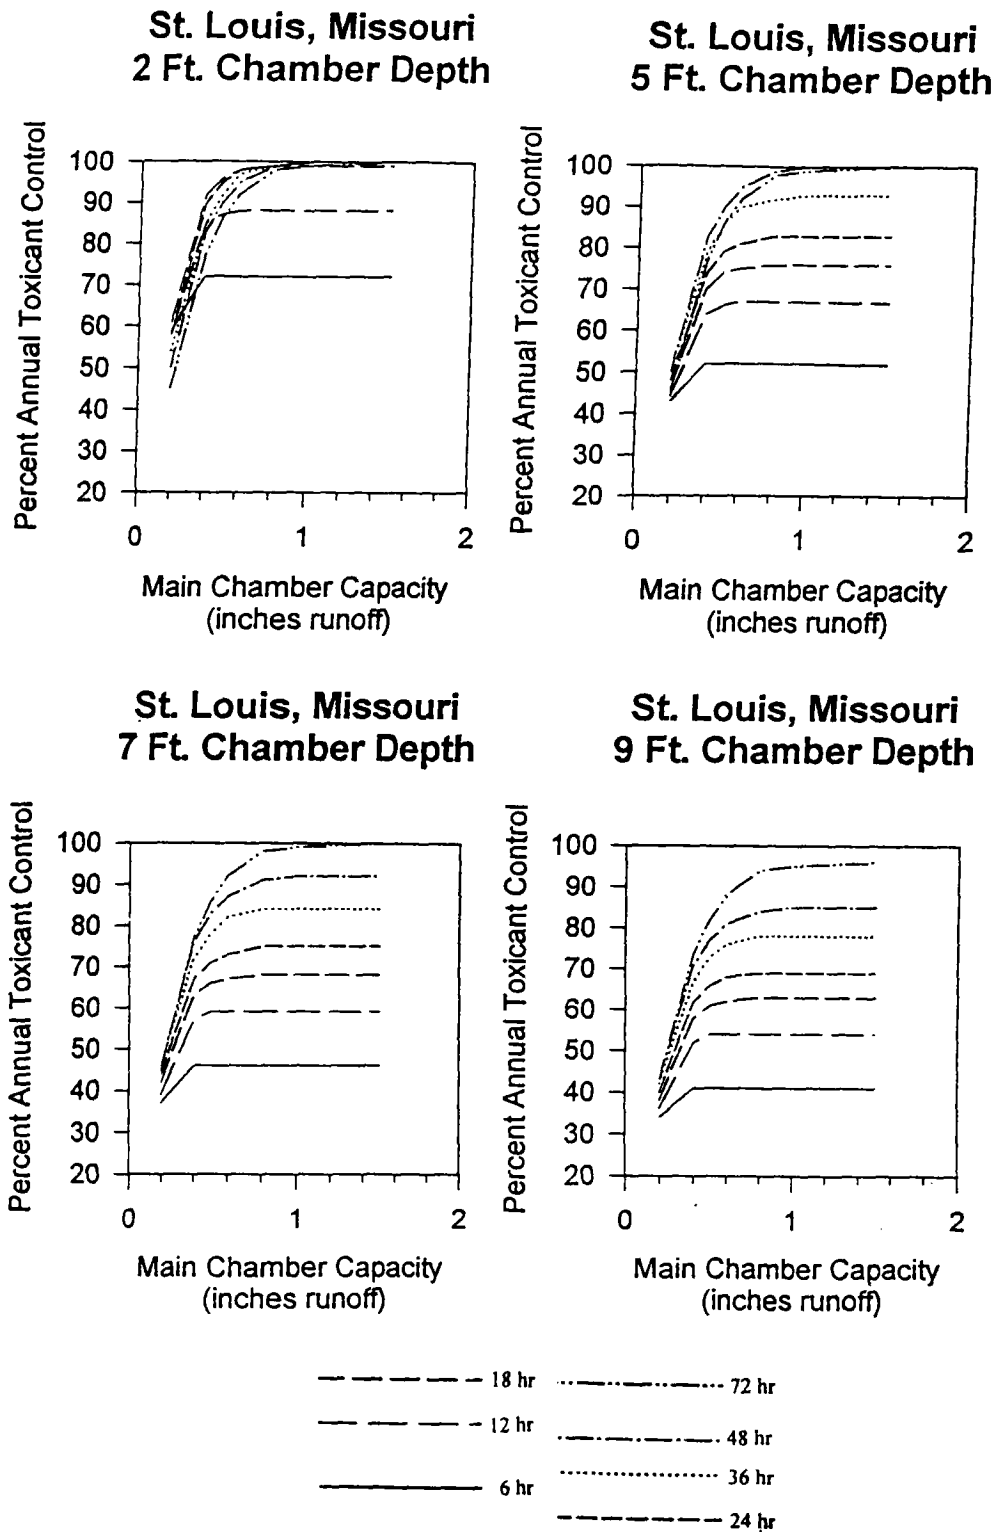 St. Louis, Missouri
2 Ft. Chamber Depth
Percent Annual Toxicant Control
100
90
80
70
60
50
40
30
20
0
1
2
Main Chamber Capacity
(inches runoff)
St. Louis, Missouri
5 Ft. Chamber Depth
Percent Annual Toxicant Control
100
90
80
70
60
50
40
30
20
0
1
2
Main Chamber Capacity
(inches runoff)
St. Louis, Missouri
7 Ft. Chamber Depth
Percent Annual Toxicant Control
100
90
80
70
60
50
40
30
20
0
1
2
Main Chamber Capacity
(inches runoff)
St. Louis, Missouri
9 Ft. Chamber Depth
Percent Annual Toxicant Control
100
90
80
70
60
50
40
30
20
0
1
2
Main Chamber Capacity
(inches runoff)
18 hr
12 hr
6 hr
72 hr
48 hr
36 hr
24 hr